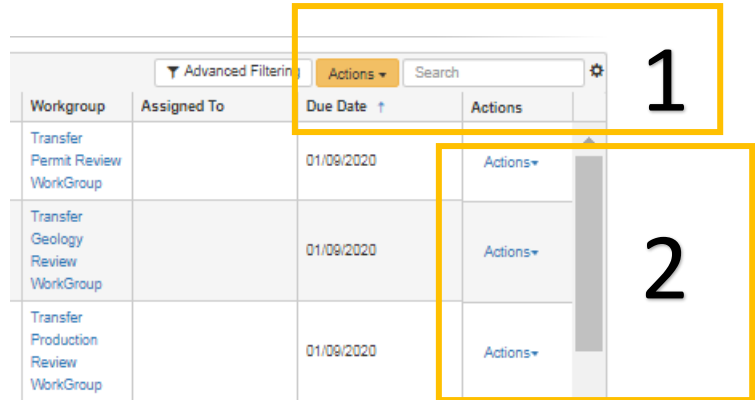 Advanced Filtering Actions Search
1
Workgroup Assigned To Due Date ↑ Actions
Transfer
Permit Review
WorkGroup
01/09/2020 Actions
Transfer
Geology
Review
WorkGroup
01/09/2020 Actions
2
Transfer
Production
Review
WorkGroup
01/09/2020 Actions